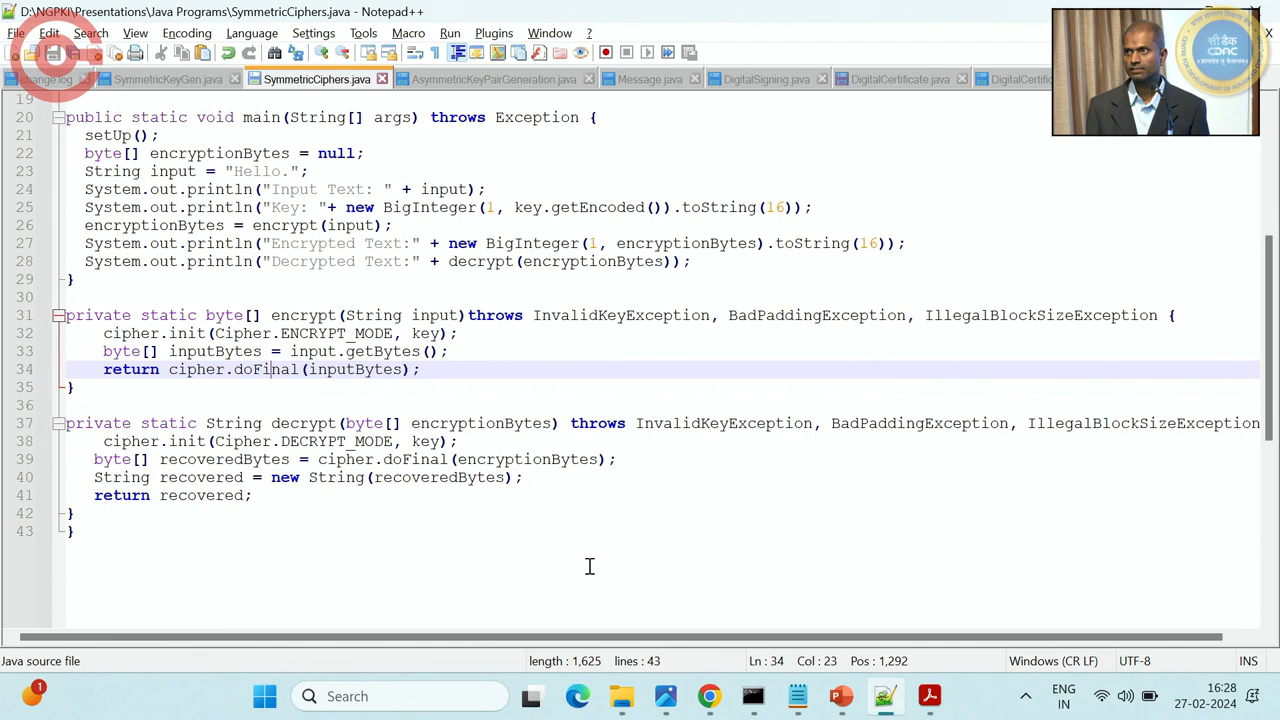 D:\NGPKI\Presentations\Java Programs\SymmetricCiphers.java - Notepad++
File Edit Search View Encoding Language Settings Tools Macro Run Plugins Window ?
change log SymmetricKeyGen.java SymmetricCiphers.java AsymmetricKeyPairGeneration.java Message.java DigitalSigning.java DigitalCertificate.java
सी डैक
CDAC
19
20 public static void main(String[] args) throws Exception {
21 setUp();
22 byte[] encryptionBytes = null;
23 String input = "Hello.";
24 System.out.println("Input Text: " + input);
25 System.out.println("Key: "+ new BigInteger(1, key.getEncoded()).toString(16));
26 encryptionBytes = encrypt(input);
27 System.out.println("Encrypted Text:" + new BigInteger(1, encryptionBytes).toString(16));
28 System.out.println("Decrypted Text:" + decrypt(encryptionBytes));
29 }
30
31 private static byte[] encrypt(String input)throws InvalidKeyException, BadPaddingException, IllegalBlockSizeException {
32 cipher.init(Cipher.ENCRYPT_MODE, key);
33 byte[] inputBytes = input.getBytes();
34 return cipher.doFinal(inputBytes);
35 }
36
37 private static String decrypt(byte[] encryptionBytes) throws InvalidKeyException, BadPaddingException, IllegalBlockSizeException
38 cipher.init(Cipher.DECRYPT_MODE, key);
39 byte[] recoveredBytes = cipher.doFinal(encryptionBytes);
40 String recovered = new String(recoveredBytes);
41 return recovered;
42 }
43 }
Java source file length : 1,625 lines : 43 Ln : 34 Col : 23 Pos : 1,292 Windows (CR LF) UTF-8 INS
1 Search ENG 16:28
IN 27-02-2024